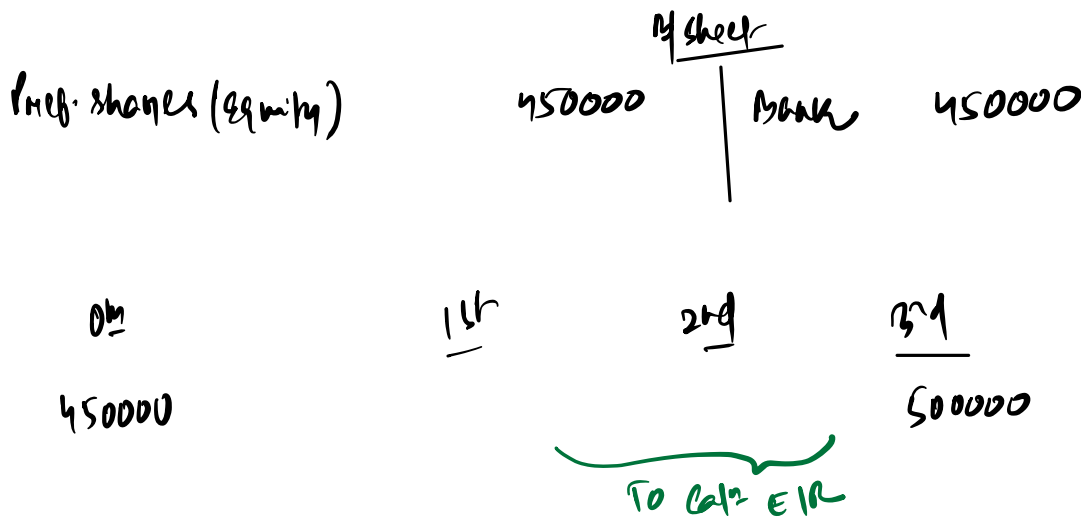 B/sheet
Pref. shares (Equity) 450000 Bank 450000
0th 1st 2nd 3rd
450000 500000
To Calc EIR